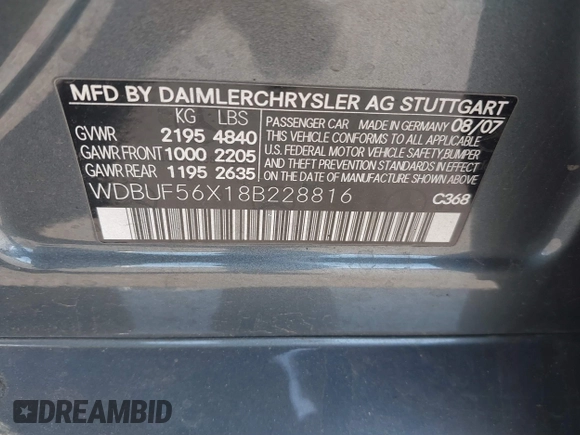 MFD BY DAIMLERCHRYSLER AG STUTTGART
KG LBS
GVWR 2195 4840
GAWR FRONT 1000 2205
GAWR REAR 1195 2635
PASSENGER CAR MADE IN GERMANY 08/07
THIS VEHICLE CONFORMS TO ALL APPLICABLE
U.S. FEDERAL MOTOR VEHICLE SAFETY,BUMPER
AND THEFT PREVENTION STANDARDS IN EFFECT
ON THE DATE OF MANUFACTURE SHOWN ABOVE.
WDBUF56X18B228816
C368
DREAMBID